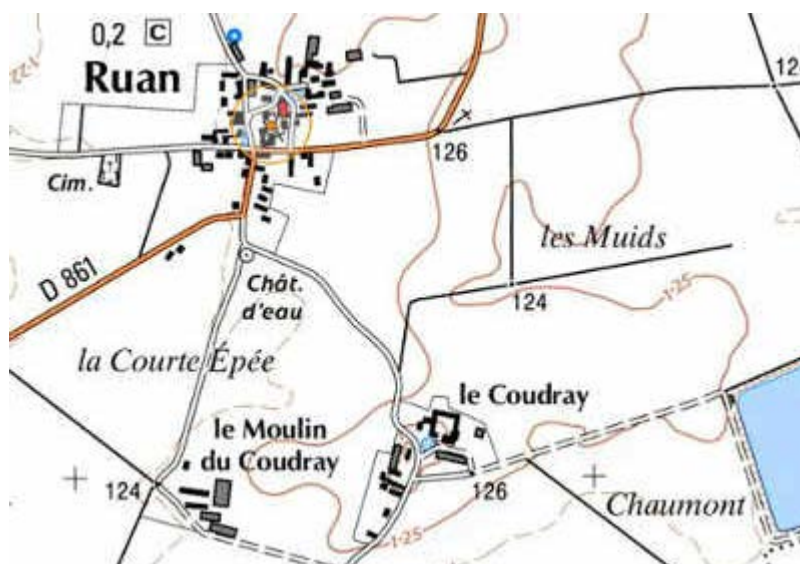 0,2 C
Ruan
122
126
Cim.
les Muids
D 861
Chât.
d'eau
124
125
la Courte Épée
le Coudray
le Moulin
du Coudray
124
126
Chaumont
125